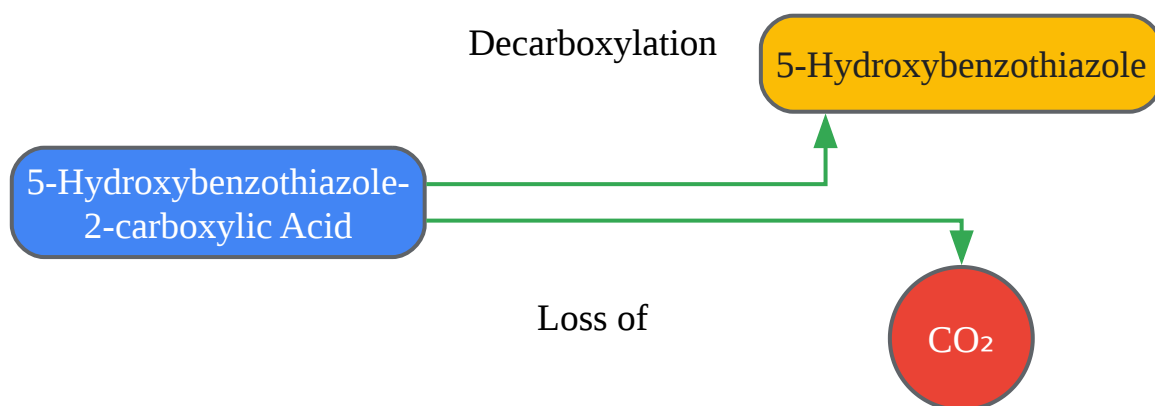 Decarboxylation
5-Hydroxybenzothiazole
5-Hydroxybenzothiazole-
2-carboxylic Acid
Loss of
CO₂